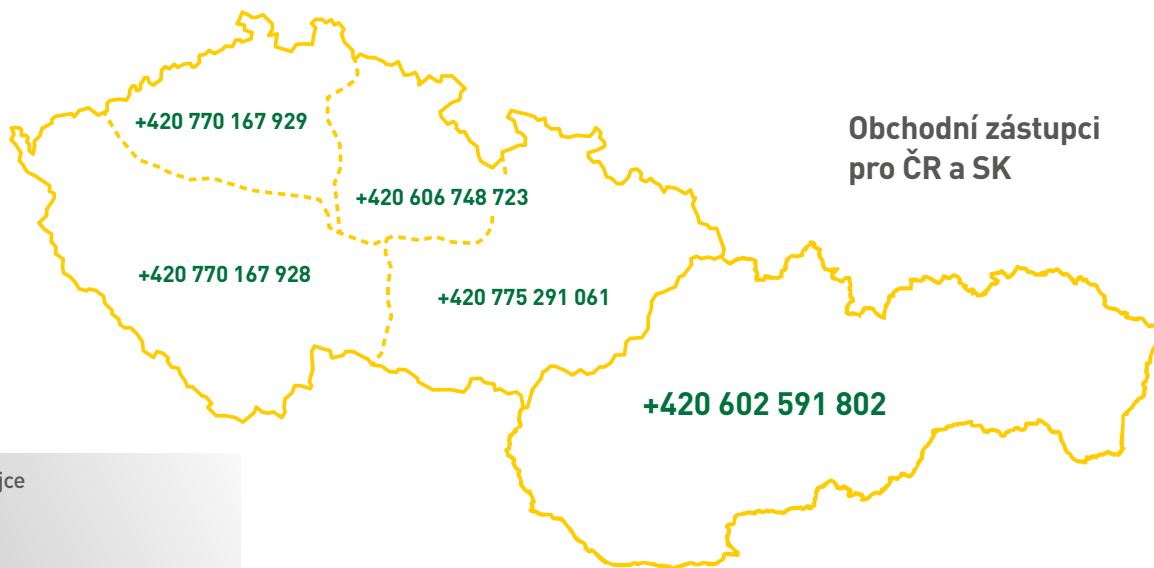 +420 770 167 929
Obchodní zástupci
pro ČR a SK
+420 606 748 723
+420 770 167 928
+420 775 291 061
+420 602 591 802
jce